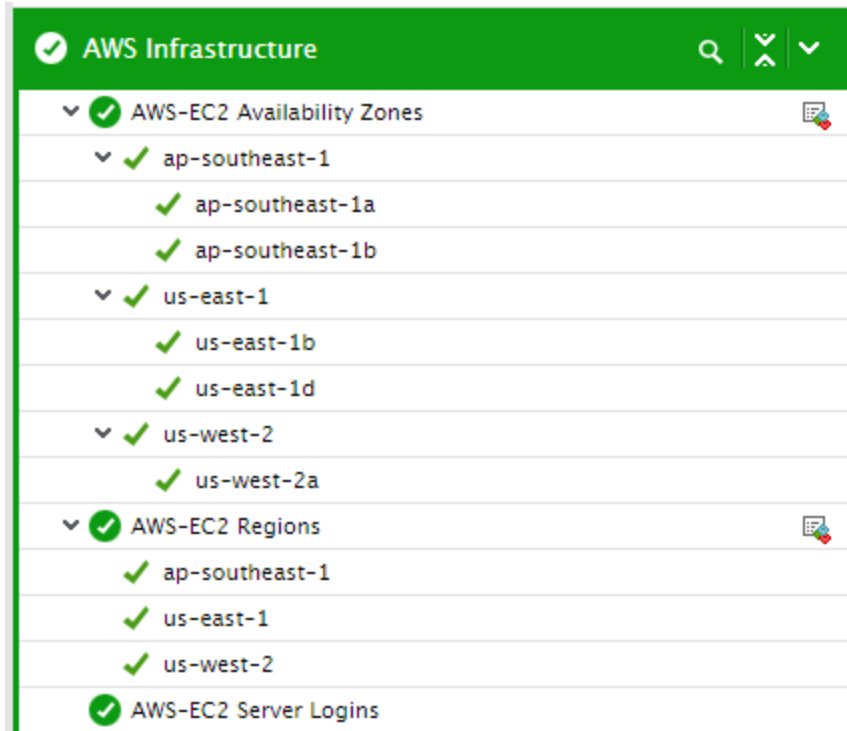 AWS Infrastructure
AWS-EC2 Availability Zones
ap-southeast-1
ap-southeast-1a
ap-southeast-1b
us-east-1
us-east-1b
us-east-1d
us-west-2
us-west-2a
AWS-EC2 Regions
ap-southeast-1
us-east-1
us-west-2
AWS-EC2 Server Logins